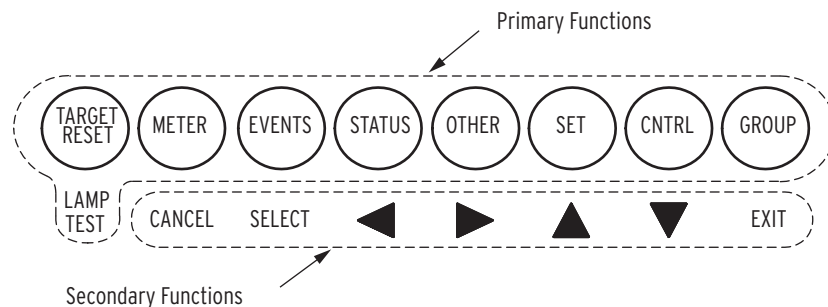 Primary Functions
TARGET
RESET
METER
EVENTS
STATUS
OTHER
SET
CNTRL
GROUP
LAMP
TEST
CANCEL
SELECT
EXIT
Secondary Functions